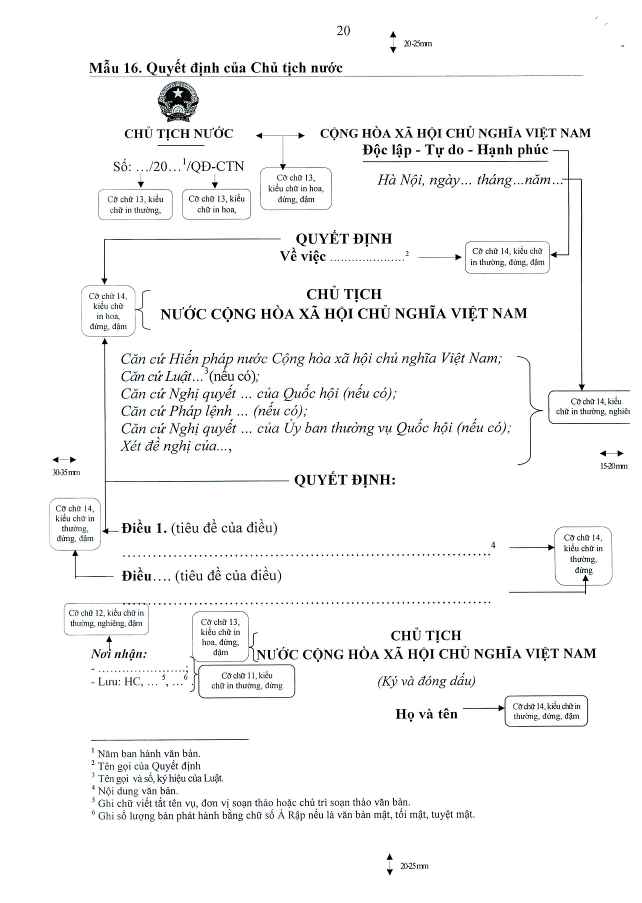 20
20-25mm
Mẫu 16. Quyết định của Chủ tịch nước
CHỦ TỊCH NƯỚC
CỘNG HÒA XÃ HỘI CHỦ NGHĨA VIỆT NAM
Độc lập - Tự do - Hạnh phúc
Số: …/20…1/QĐ-CTN
Cỡ chữ 13,
kiểu chữ in hoa,
đứng, đậm
Hà Nội, ngày… tháng…năm…
Cỡ chữ 13, kiểu
chữ in thường,
Cỡ chữ 13, kiểu
chữ in hoa,
QUYẾT ĐỊNH
Về việc .....................2
Cỡ chữ 14, kiểu chữ
in thường, đứng, đậm
Cỡ chữ 14,
kiểu chữ
in hoa,
đứng, đậm
CHỦ TỊCH
NƯỚC CỘNG HÒA XÃ HỘI CHỦ NGHĨA VIỆT NAM
Căn cứ Hiến pháp nước Cộng hòa xã hội chủ nghĩa Việt Nam;
Căn cứ Luật…3(nếu có);
Căn cứ Nghị quyết … của Quốc hội (nếu có);
Căn cứ Pháp lệnh … (nếu có);
Căn cứ Nghị quyết … của Ủy ban thường vụ Quốc hội (nếu có);
Xét đề nghị của...,
Cỡ chữ 14, kiểu
chữ in thường, nghiêng
30-35mm
15-20mm
QUYẾT ĐỊNH:
Cỡ chữ 14,
kiểu chữ in
thường,
đứng, đậm
Điều 1. (tiêu đề của điều)
..........................................................................................4
Cỡ chữ 14,
kiểu chữ in
thường,
đứng
Điều…. (tiêu đề của điều)
..........................................................................................
Cỡ chữ 12, kiểu chữ in
thường, nghiêng, đậm
Cỡ chữ 13,
kiểu chữ in
hoa, đứng,
đậm
CHỦ TỊCH
NƯỚC CỘNG HÒA XÃ HỘI CHỦ NGHĨA VIỆT NAM
Nơi nhận:
- ......................;
- Lưu: HC, …5, …6.
Cỡ chữ 11, kiểu
chữ in thường, đứng
(Ký và đóng dấu)
Họ và tên
Cỡ chữ 14, kiểu chữ in
thường, đứng, đậm
1 Năm ban hành văn bản.
2 Tên gọi của Quyết định
3 Tên gọi và số, ký hiệu của Luật.
4 Nội dung văn bản.
5 Ghi chữ viết tắt tên vụ, đơn vị soạn thảo hoặc chủ trì soạn thảo văn bản.
6 Ghi số lượng bản phát hành bằng chữ số Ả Rập nếu là văn bản mật, tối mật, tuyệt mật.
20-25mm